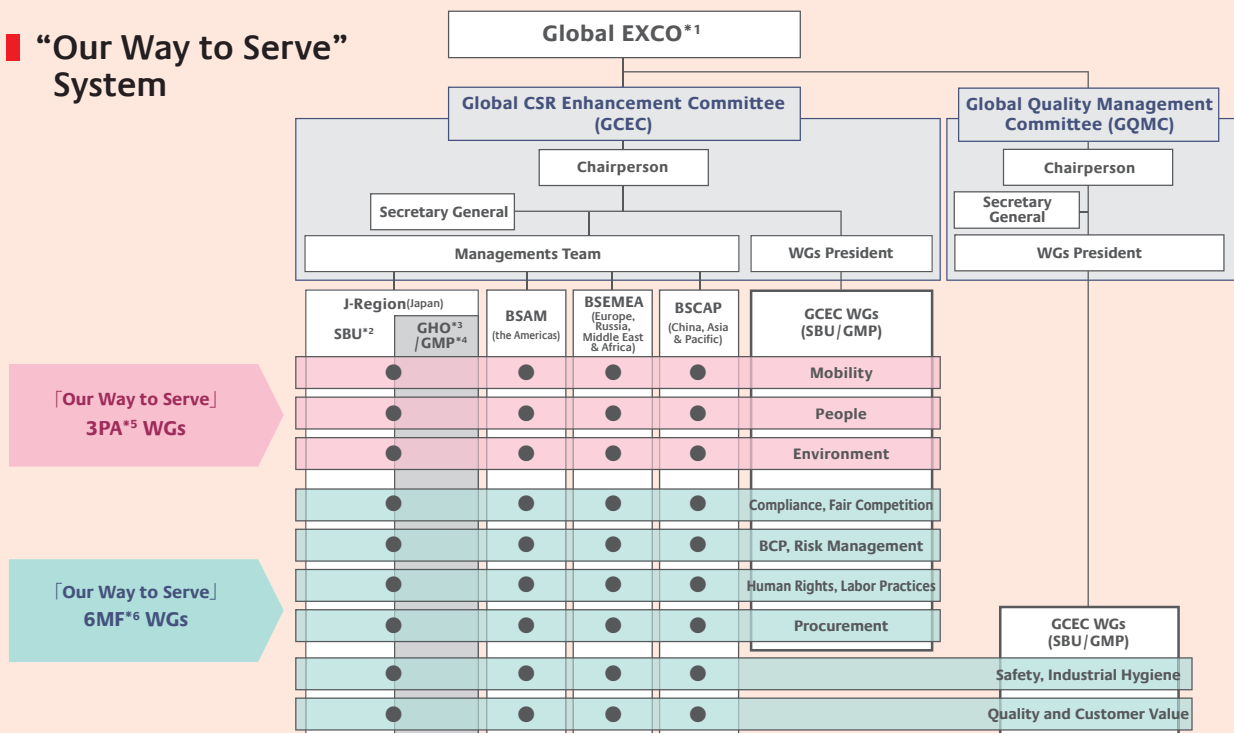 “Our Way to Serve”
System
Global EXCO*1
Global CSR Enhancement Committee
(GCEC)
Global Quality Management
Committee (GQMC)
Chairperson
Chairperson
Secretary General
Secretary
General
Managements Team
WGs President
WGs President
J-Region(Japan)
SBU*2
GHO*3
/GMP*4
BSAM
(the Americas)
BSEMEA
(Europe,
Russia,
Middle East
& Africa)
BSCAP
(China, Asia
& Pacific)
GCEC WGs
(SBU/GMP)
Mobility
「Our Way to Serve」
3PA*5 WGs
People
Environment
Compliance, Fair Competition
BCP, Risk Management
「Our Way to Serve」
6MF*6 WGs
Human Rights, Labor Practices
Procurement
GCEC WGs
(SBU/GMP)
Safety, Industrial Hygiene
Quality and Customer Value